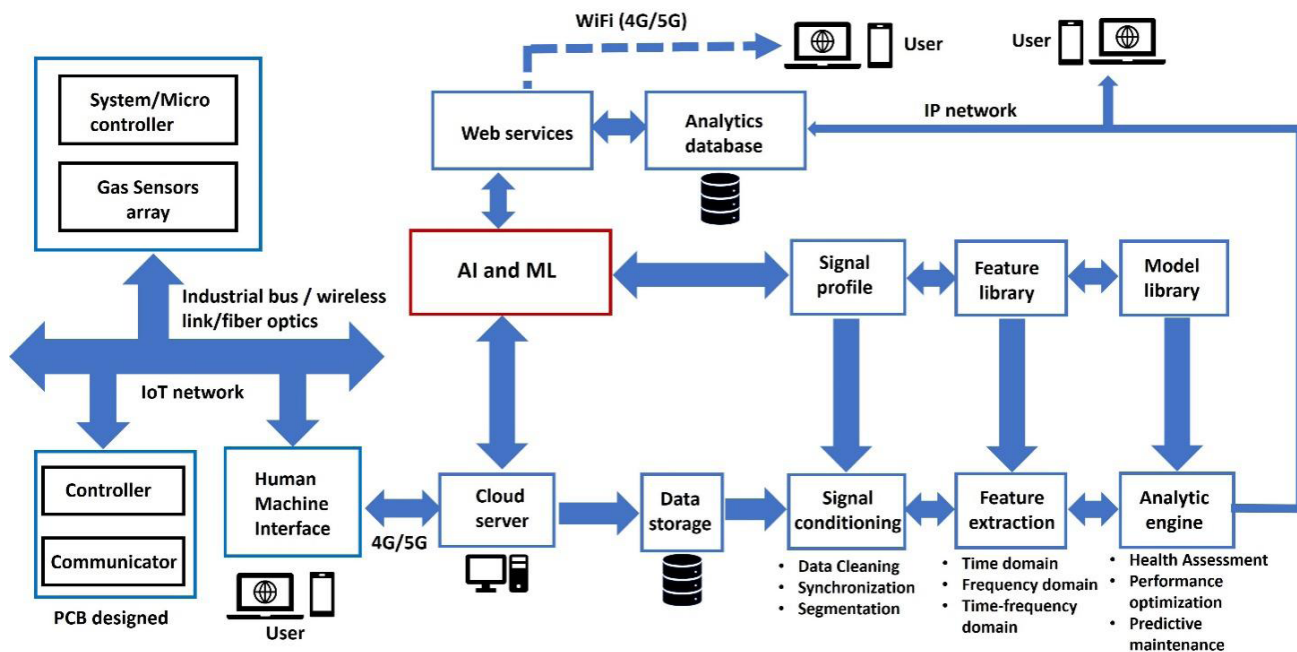 WiFi (4G/5G)
User
User
System/Micro
controller
Gas Sensors
array
Web services
Analytics
database
IP network
AI and ML
Signal
profile
Feature
library
Model
library
Industrial bus / wireless
link/fiber optics
IoT network
Controller
Communicator
PCB designed
Human
Machine
Interface
User
4G/5G
Cloud
server
Data
storage
Signal
conditioning
• Data Cleaning
• Synchronization
• Segmentation
Feature
extraction
• Time domain
• Frequency domain
• Time-frequency
domain
Analytic
engine
• Health Assessment
• Performance
optimization
• Predictive
maintenance